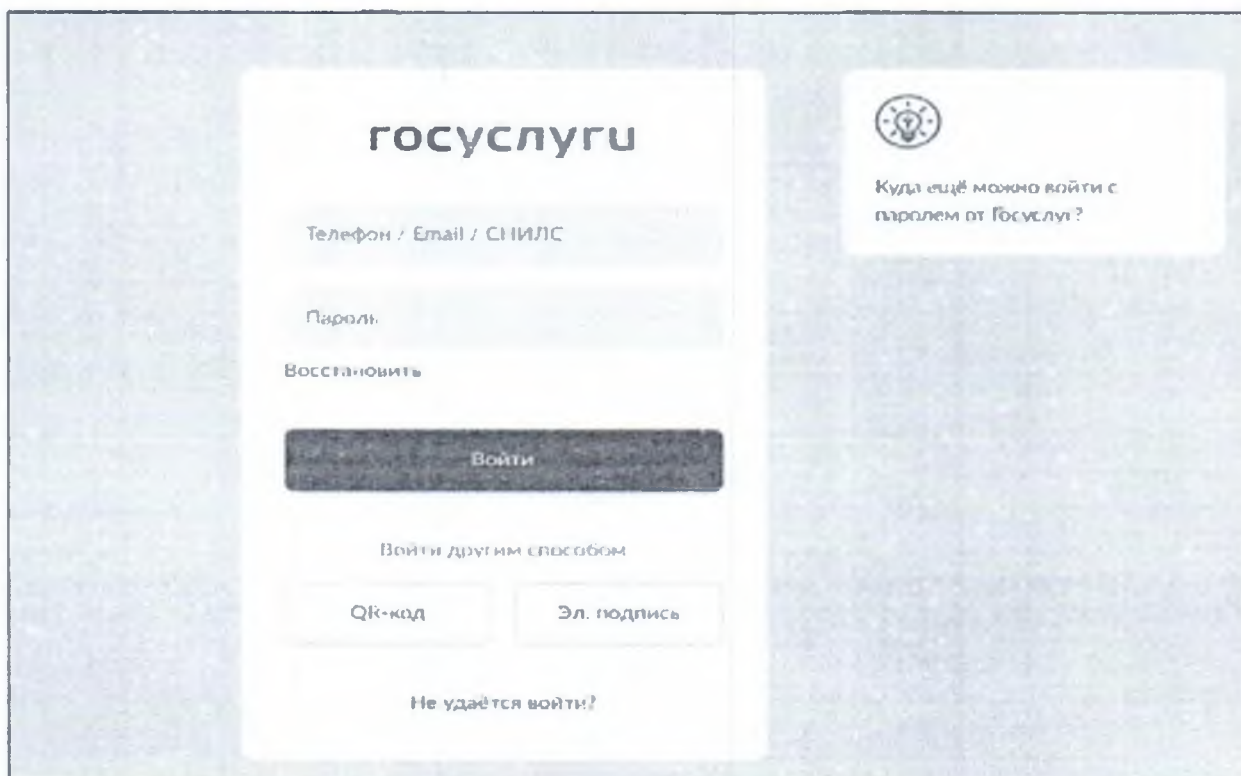 госуслуги
Телефон / Email / СНИЛС
Пароль
Восстановить
Войти
Войти другим способом
QR-код
Эл. подпись
Не удаётся войти?
Куда ещё можно войти с
паролем от Госуслуг?